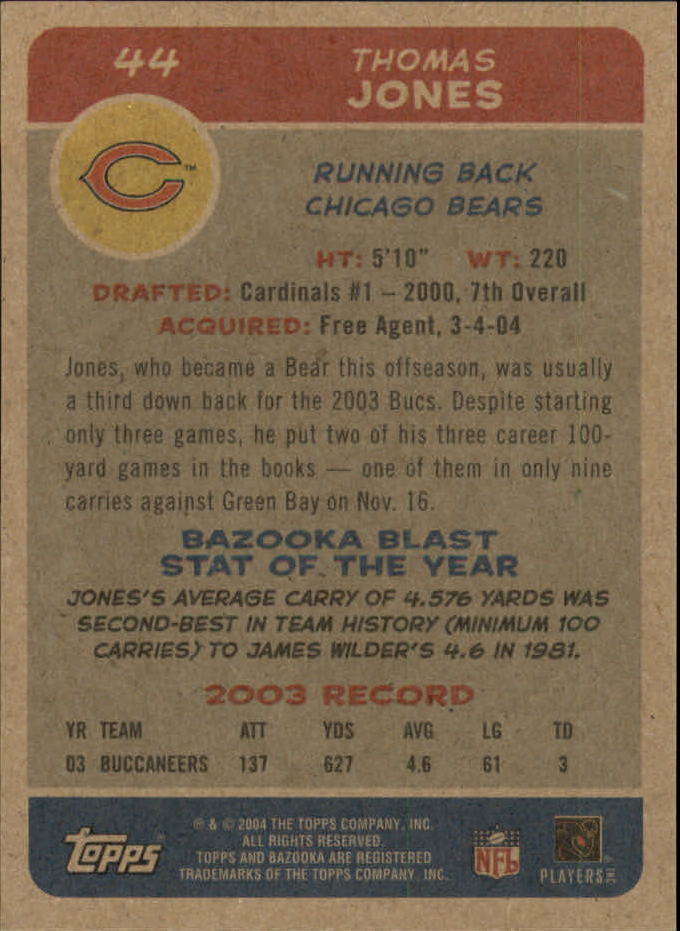 44
THOMAS
JONES
™
RUNNING BACK
CHICAGO BEARS
HT: 5'10" WT: 220
DRAFTED: Cardinals #1 – 2000, 7th Overall
ACQUIRED: Free Agent, 3-4-04
Jones, who became a Bear this offseason, was usually
a third down back for the 2003 Bucs. Despite starting
only three games, he put two of his three career 100-
yard games in the books — one of them in only nine
carries against Green Bay on Nov. 16.
BAZOOKA BLAST
STAT OF THE YEAR
JONES'S AVERAGE CARRY OF 4.576 YARDS WAS
SECOND-BEST IN TEAM HISTORY (MINIMUM 100
CARRIES) TO JAMES WILDER'S 4.6 IN 1981.
2003 RECORD
YR TEAM ATT YDS AVG LG TD
03 BUCCANEERS 137 627 4.6 61 3
Topps®
® & © 2004 THE TOPPS COMPANY, INC.
ALL RIGHTS RESERVED.
TOPPS AND BAZOOKA ARE REGISTERED
TRADEMARKS OF THE TOPPS COMPANY, INC.
NFL
PLAYERS INC